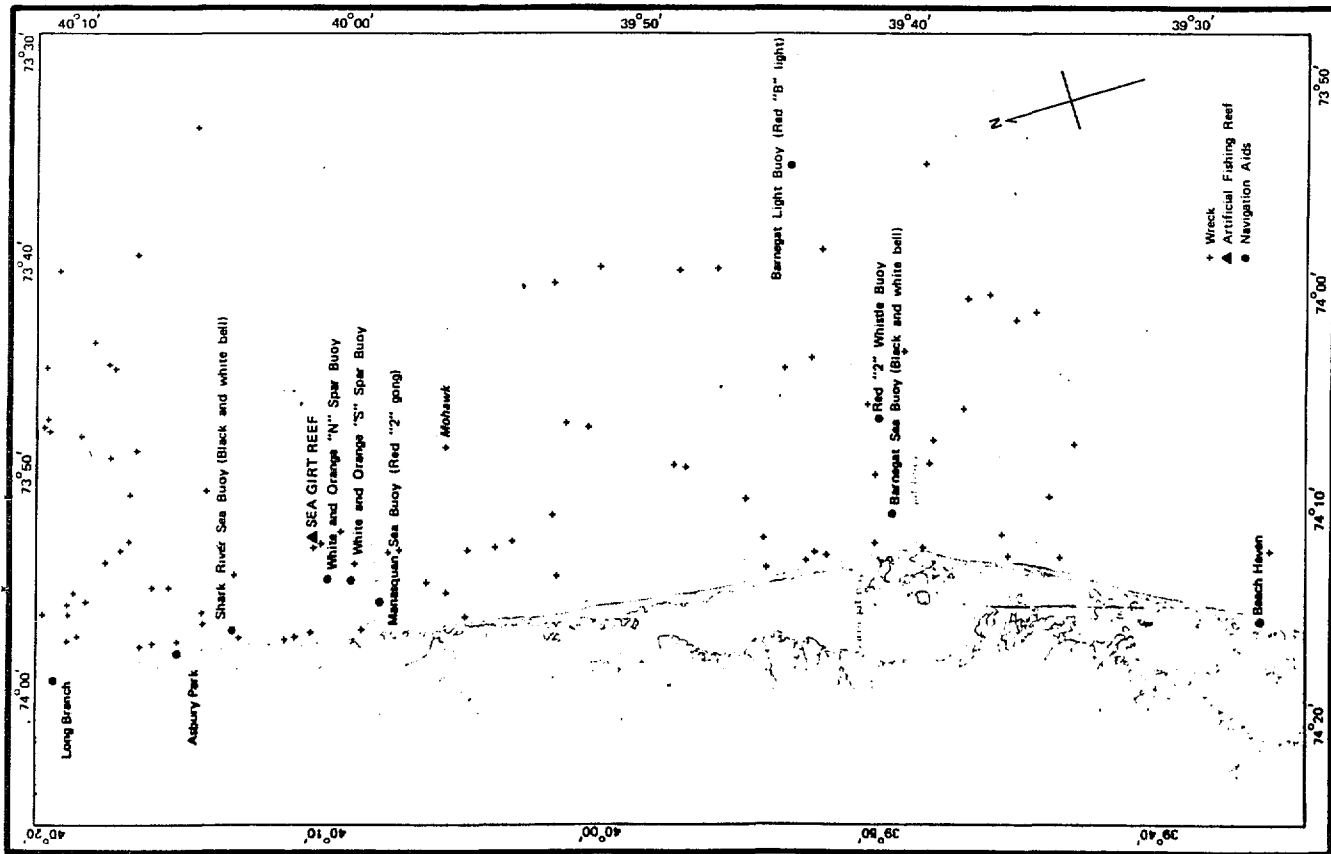 40°10'
40°00'
39°50'
39°40'
39°30'
73°30'
73°40'
73°50'
74°00'
73°50'
74°00'
74°10'
74°20'
40°20'
40°10'
40°00'
39°50'
39°40'
Long Branch
Asbury Park
Shark River Sea Buoy (Black and white bell)
SEA GIRT REEF
White and Orange "N" Spar Buoy
White and Orange "S" Spar Buoy
Manasquan Sea Buoy (Red "2" gong)
Mohawk
Barnegat Light Buoy (Red "B" light)
Red "2" Whistle Buoy
Barnegat Sea Buoy (Black and white bell)
Beach Haven
N
+ Wreck
▲ Artificial Fishing Reef
● Navigation Aids